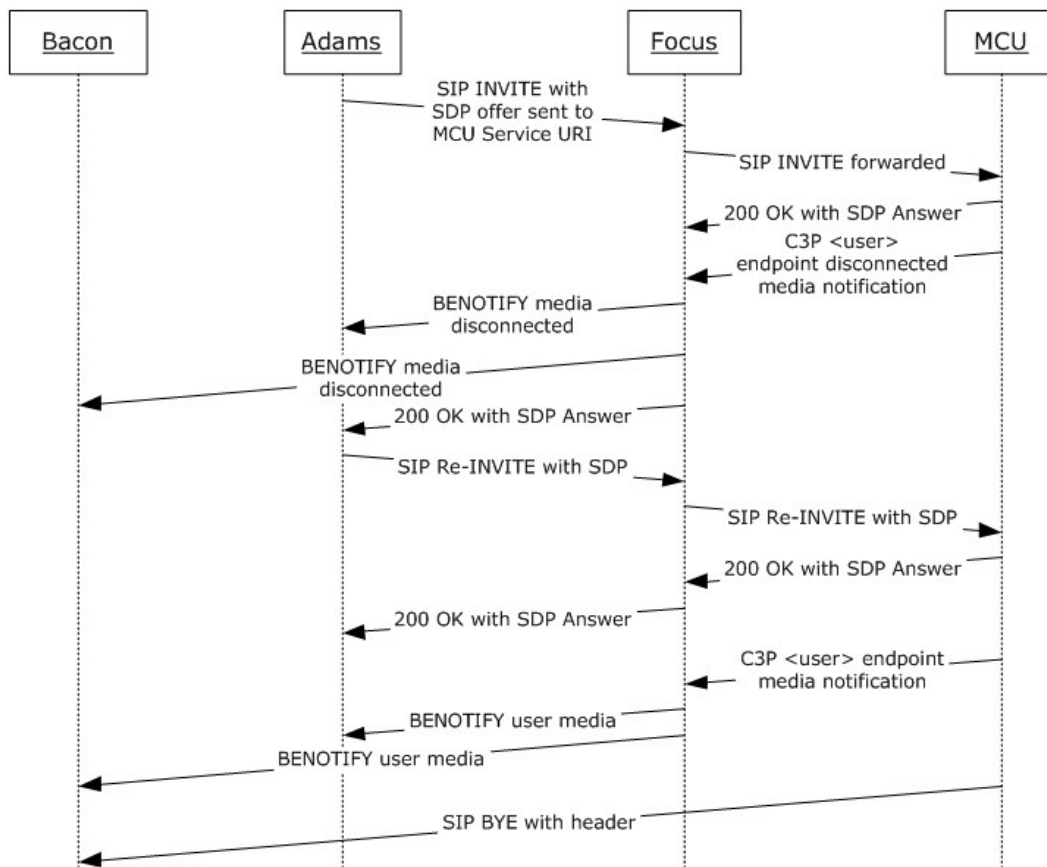 Bacon
Adams
Focus
MCU
SIP INVITE with
SDP offer sent to
MCU Service URI
SIP INVITE forwarded
200 OK with SDP Answer
C3P <user>
endpoint disconnected
media notification
BENOTIFY media
disconnected
BENOTIFY media
disconnected
200 OK with SDP Answer
SIP Re-INVITE with SDP
SIP Re-INVITE with SDP
200 OK with SDP Answer
200 OK with SDP Answer
C3P <user> endpoint
media notification
BENOTIFY user media
BENOTIFY user media
SIP BYE with header